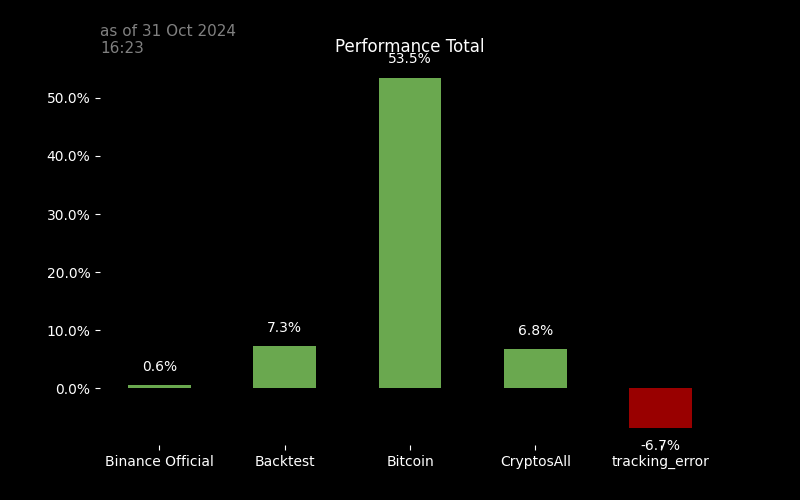 as of 31 Oct 2024
16:23
Performance Total
53.5%
50.0%
40.0%
30.0%
20.0%
10.0%
0.0%
0.6%
7.3%
6.8%
-6.7%
Binance Official
Backtest
Bitcoin
CryptosAll
tracking_error